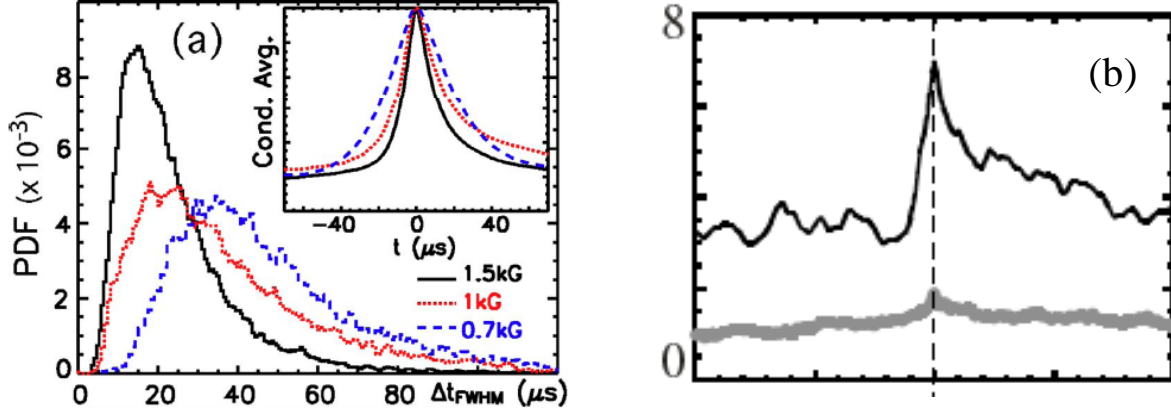 (a)
PDF (x 10⁻³)
8
6
4
2
0
0 20 40 60 80 Δt_FWHM (μs)
Cond. Avg.
-40 0 40
t (μs)
1.5kG
1kG
0.7kG
8
(b)
0